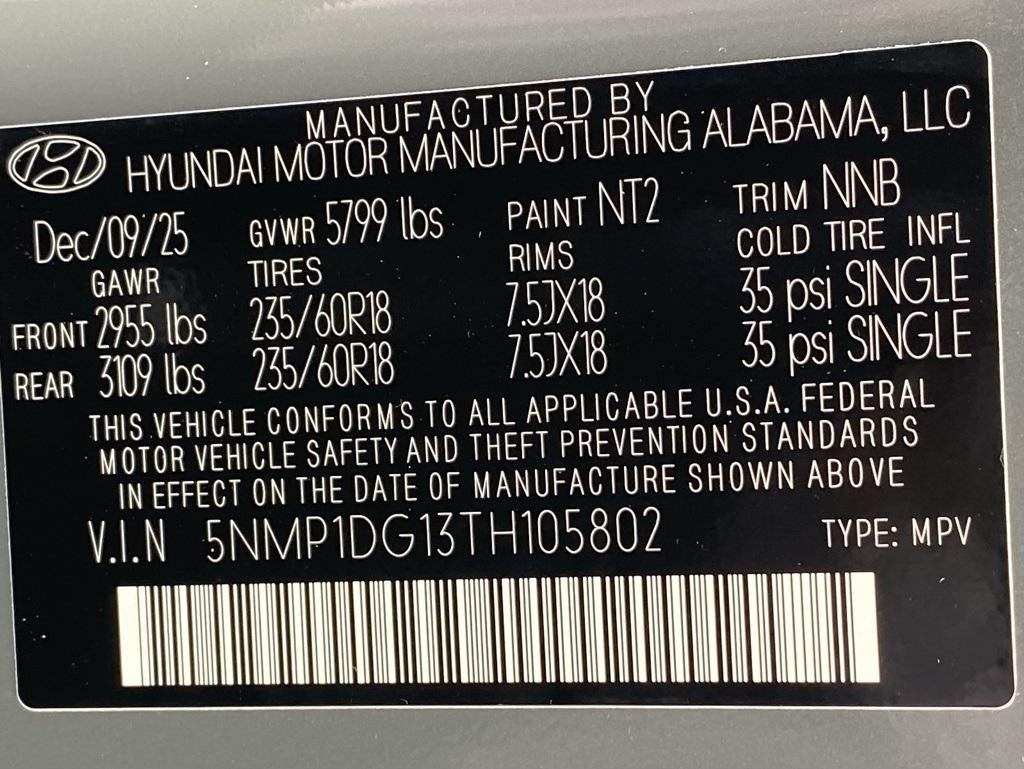 MANUFACTURED BY
HYUNDAI MOTOR MANUFACTURING ALABAMA, LLC
Dec/09/25 GVWR 5799 lbs PAINT NT2 TRIM NNB
GAWR TIRES RIMS COLD TIRE INFL
FRONT 2955 lbs 235/60R18 7.5JX18 35 psi SINGLE
REAR 3109 lbs 235/60R18 7.5JX18 35 psi SINGLE
THIS VEHICLE CONFORMS TO ALL APPLICABLE U.S.A. FEDERAL
MOTOR VEHICLE SAFETY AND THEFT PREVENTION STANDARDS
IN EFFECT ON THE DATE OF MANUFACTURE SHOWN ABOVE
V.I.N 5NMP1DG13TH105802 TYPE: MPV